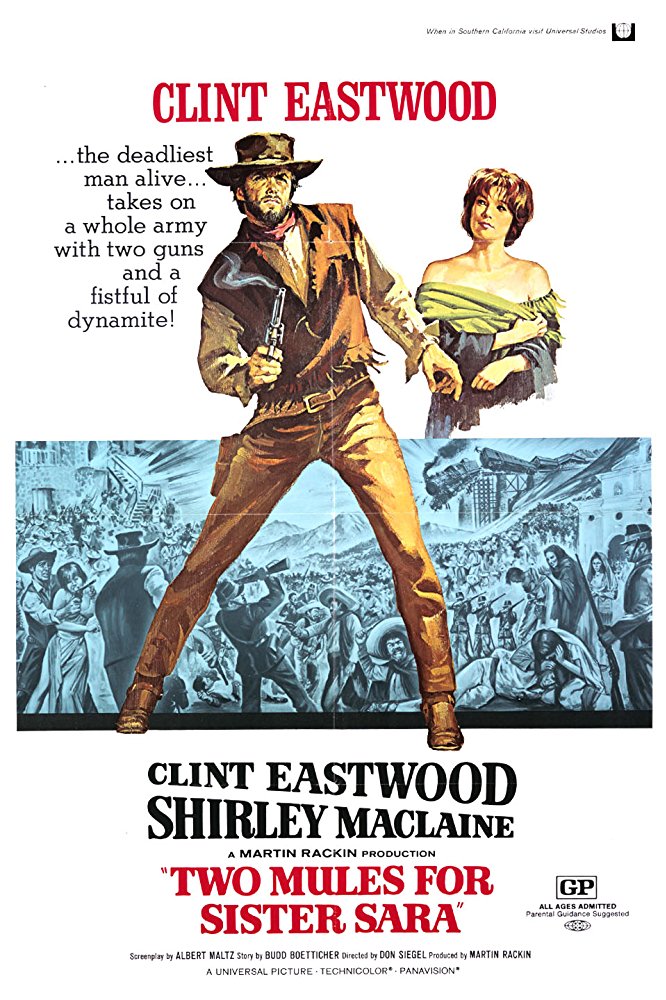 When in Southern California visit Universal Studios
CLINT EASTWOOD
...the deadliest
man alive...
takes on
a whole army
with two guns
and a
fistful of
dynamite!
CLINT EASTWOOD
SHIRLEY MACLAINE
A MARTIN RACKIN PRODUCTION
"TWO MULES FOR
SISTER SARA"
GP
ALL AGES ADMITTED
Parental Guidance Suggested
Screenplay by ALBERT MALTZ Story by BUDD BOETTICHER Directed by DON SIEGEL Produced by MARTIN RACKIN
A UNIVERSAL PICTURE · TECHNICOLOR® · PANAVISION®